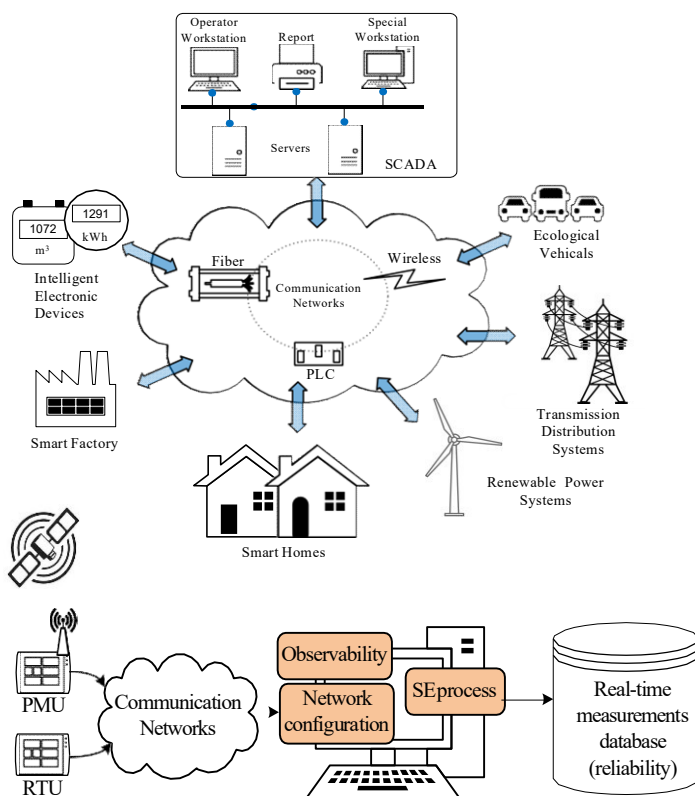 Operator
Workstation
Report
Special
Workstation
Servers
SCADA
1291
kWh
1072
m³
Intelligent
Electronic
Devices
Fiber
Wireless
Communication
Networks
PLC
Ecological
Vehicals
Transmission
Distribution
Systems
Smart Factory
Renewable Power
Systems
Smart Homes
PMU
RTU
Communication
Networks
Observability
Network
configuration
SEprocess
Real-time
measurements
database
(reliability)